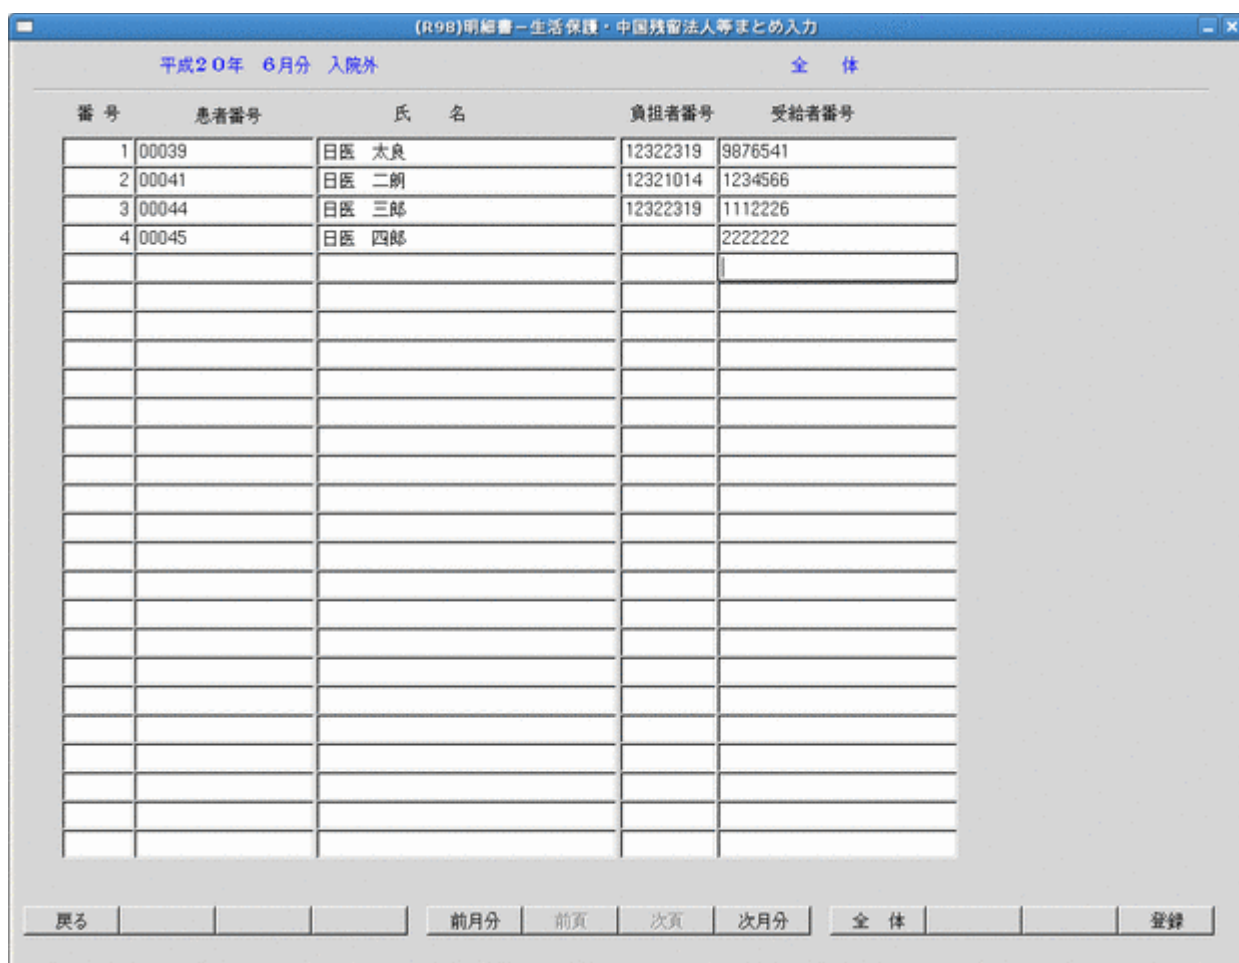 (R98)明細書－生活保護・中国残留法人等まとめ入力
平成２０年　６月分　入院外　全　体
番 号　患者番号　氏　名　負担者番号　受給者番号
1 00039 日医　太良 12322319 9876541
2 00041 日医　二朗 12321014 1234566
3 00044 日医　三郎 12322319 1112226
4 00045 日医　四郎 2222222
戻る　前月分　前頁　次頁　次月分　全　体　登録